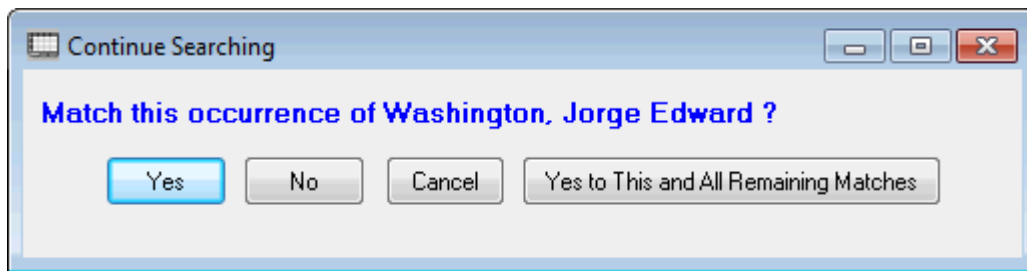 Continue Searching
Match this occurrence of Washington, Jorge Edward ?
Yes No Cancel Yes to This and All Remaining Matches